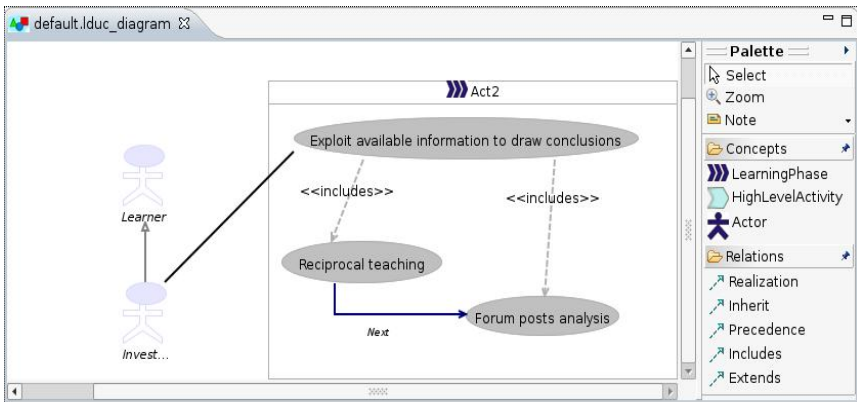 default.lduc_diagram
Act2
Exploit available information to draw conclusions
<<includes>>
<<includes>>
Learner
Reciprocal teaching
Forum posts analysis
Next
Invest...
Palette
Select
Zoom
Note
Concepts
LearningPhase
HighLevelActivity
Actor
Relations
Realization
Inherit
Precedence
Includes
Extends